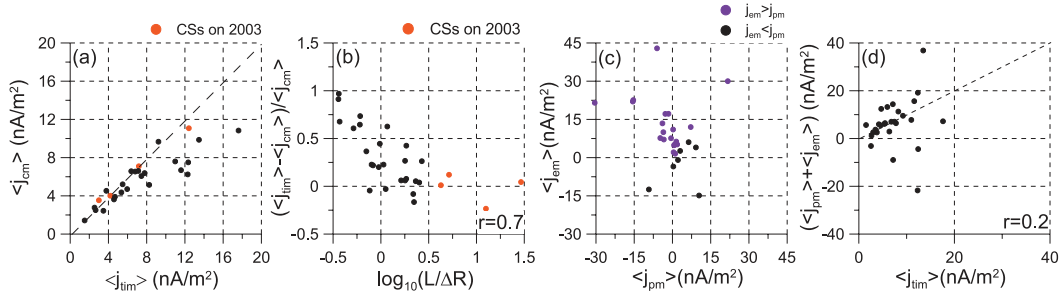 CSs on 2003
CSs on 2003
j_em>j_pm
j_em<j_pm
(a)
20
16
12
8
4
0
<j_cm> (nA/m²)
0 4 8 12 16 20
<j_tim> (nA/m²)
(b)
1.5
1
0.5
0
-0.5
(<j_tim>-<j_cm>)/<j_cm>
r=0.7
-0.5 0 0.5 1 1.5
log₁₀(L/ΔR)
(c)
45
30
15
0
-15
-30
<j_em>(nA/m²)
-30 -15 0 15 30 45
<j_pm>(nA/m²)
(d)
40
20
0
-20
-40
(<j_pm>+<j_em>) (nA/m²)
r=0.2
0 10 20 30 40
<j_tim>(nA/m²)